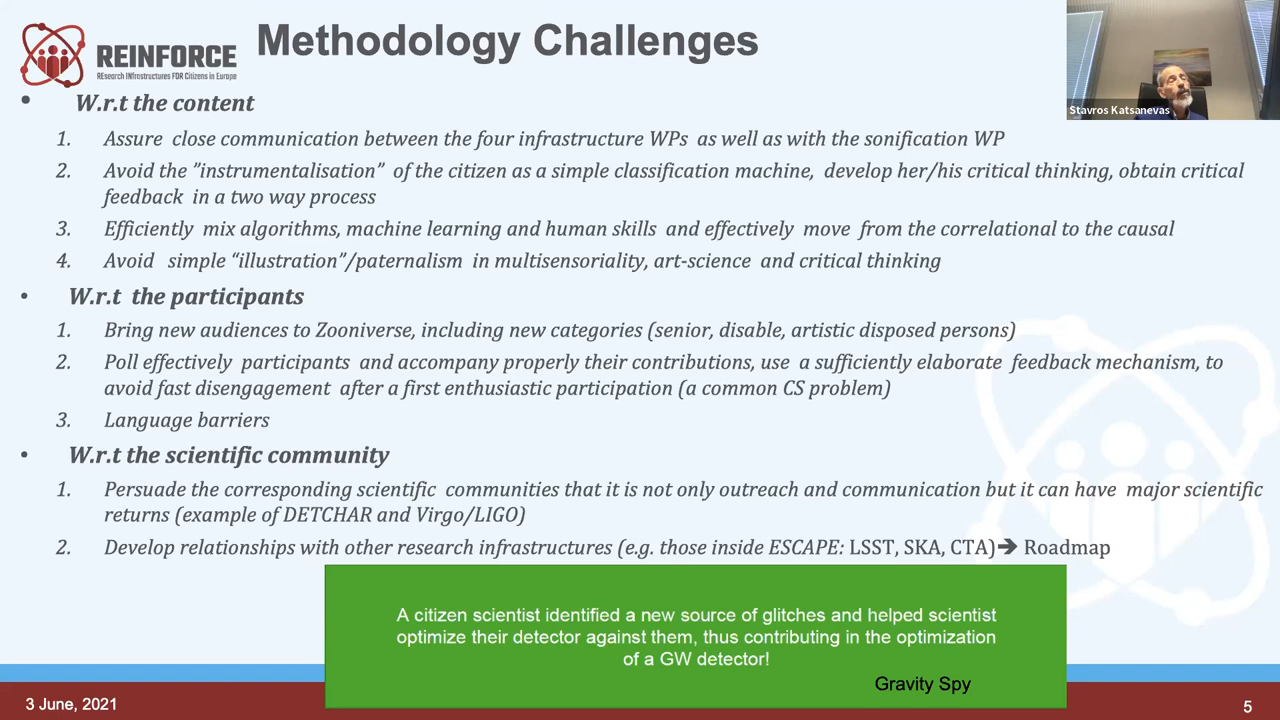 REINFORCE
REsearch INfrastructures FOR Citizens in Europe
Methodology Challenges
Stavros Katsanevas
• W.r.t the content
1. Assure close communication between the four infrastructure WPs as well as with the sonification WP
2. Avoid the ”instrumentalisation” of the citizen as a simple classification machine, develop her/his critical thinking, obtain critical
feedback in a two way process
3. Efficiently mix algorithms, machine learning and human skills and effectively move from the correlational to the causal
4. Avoid simple “illustration”/paternalism in multisensoriality, art-science and critical thinking
• W.r.t the participants
1. Bring new audiences to Zooniverse, including new categories (senior, disable, artistic disposed persons)
2. Poll effectively participants and accompany properly their contributions, use a sufficiently elaborate feedback mechanism, to
avoid fast disengagement after a first enthusiastic participation (a common CS problem)
3. Language barriers
• W.r.t the scientific community
1. Persuade the corresponding scientific communities that it is not only outreach and communication but it can have major scientific
returns (example of DETCHAR and Virgo/LIGO)
2. Develop relationships with other research infrastructures (e.g. those inside ESCAPE: LSST, SKA, CTA)➔ Roadmap
A citizen scientist identified a new source of glitches and helped scientist
optimize their detector against them, thus contributing in the optimization
of a GW detector!
Gravity Spy
3 June, 2021
5